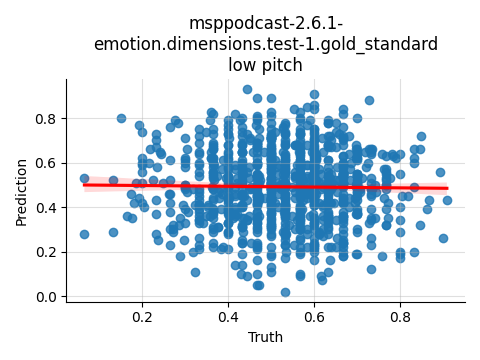 msppodcast-2.6.1-
emotion.dimensions.test-1.gold_standard
low pitch
Prediction
0.8
0.6
0.4
0.2
0.0
0.2 0.4 0.6 0.8
Truth